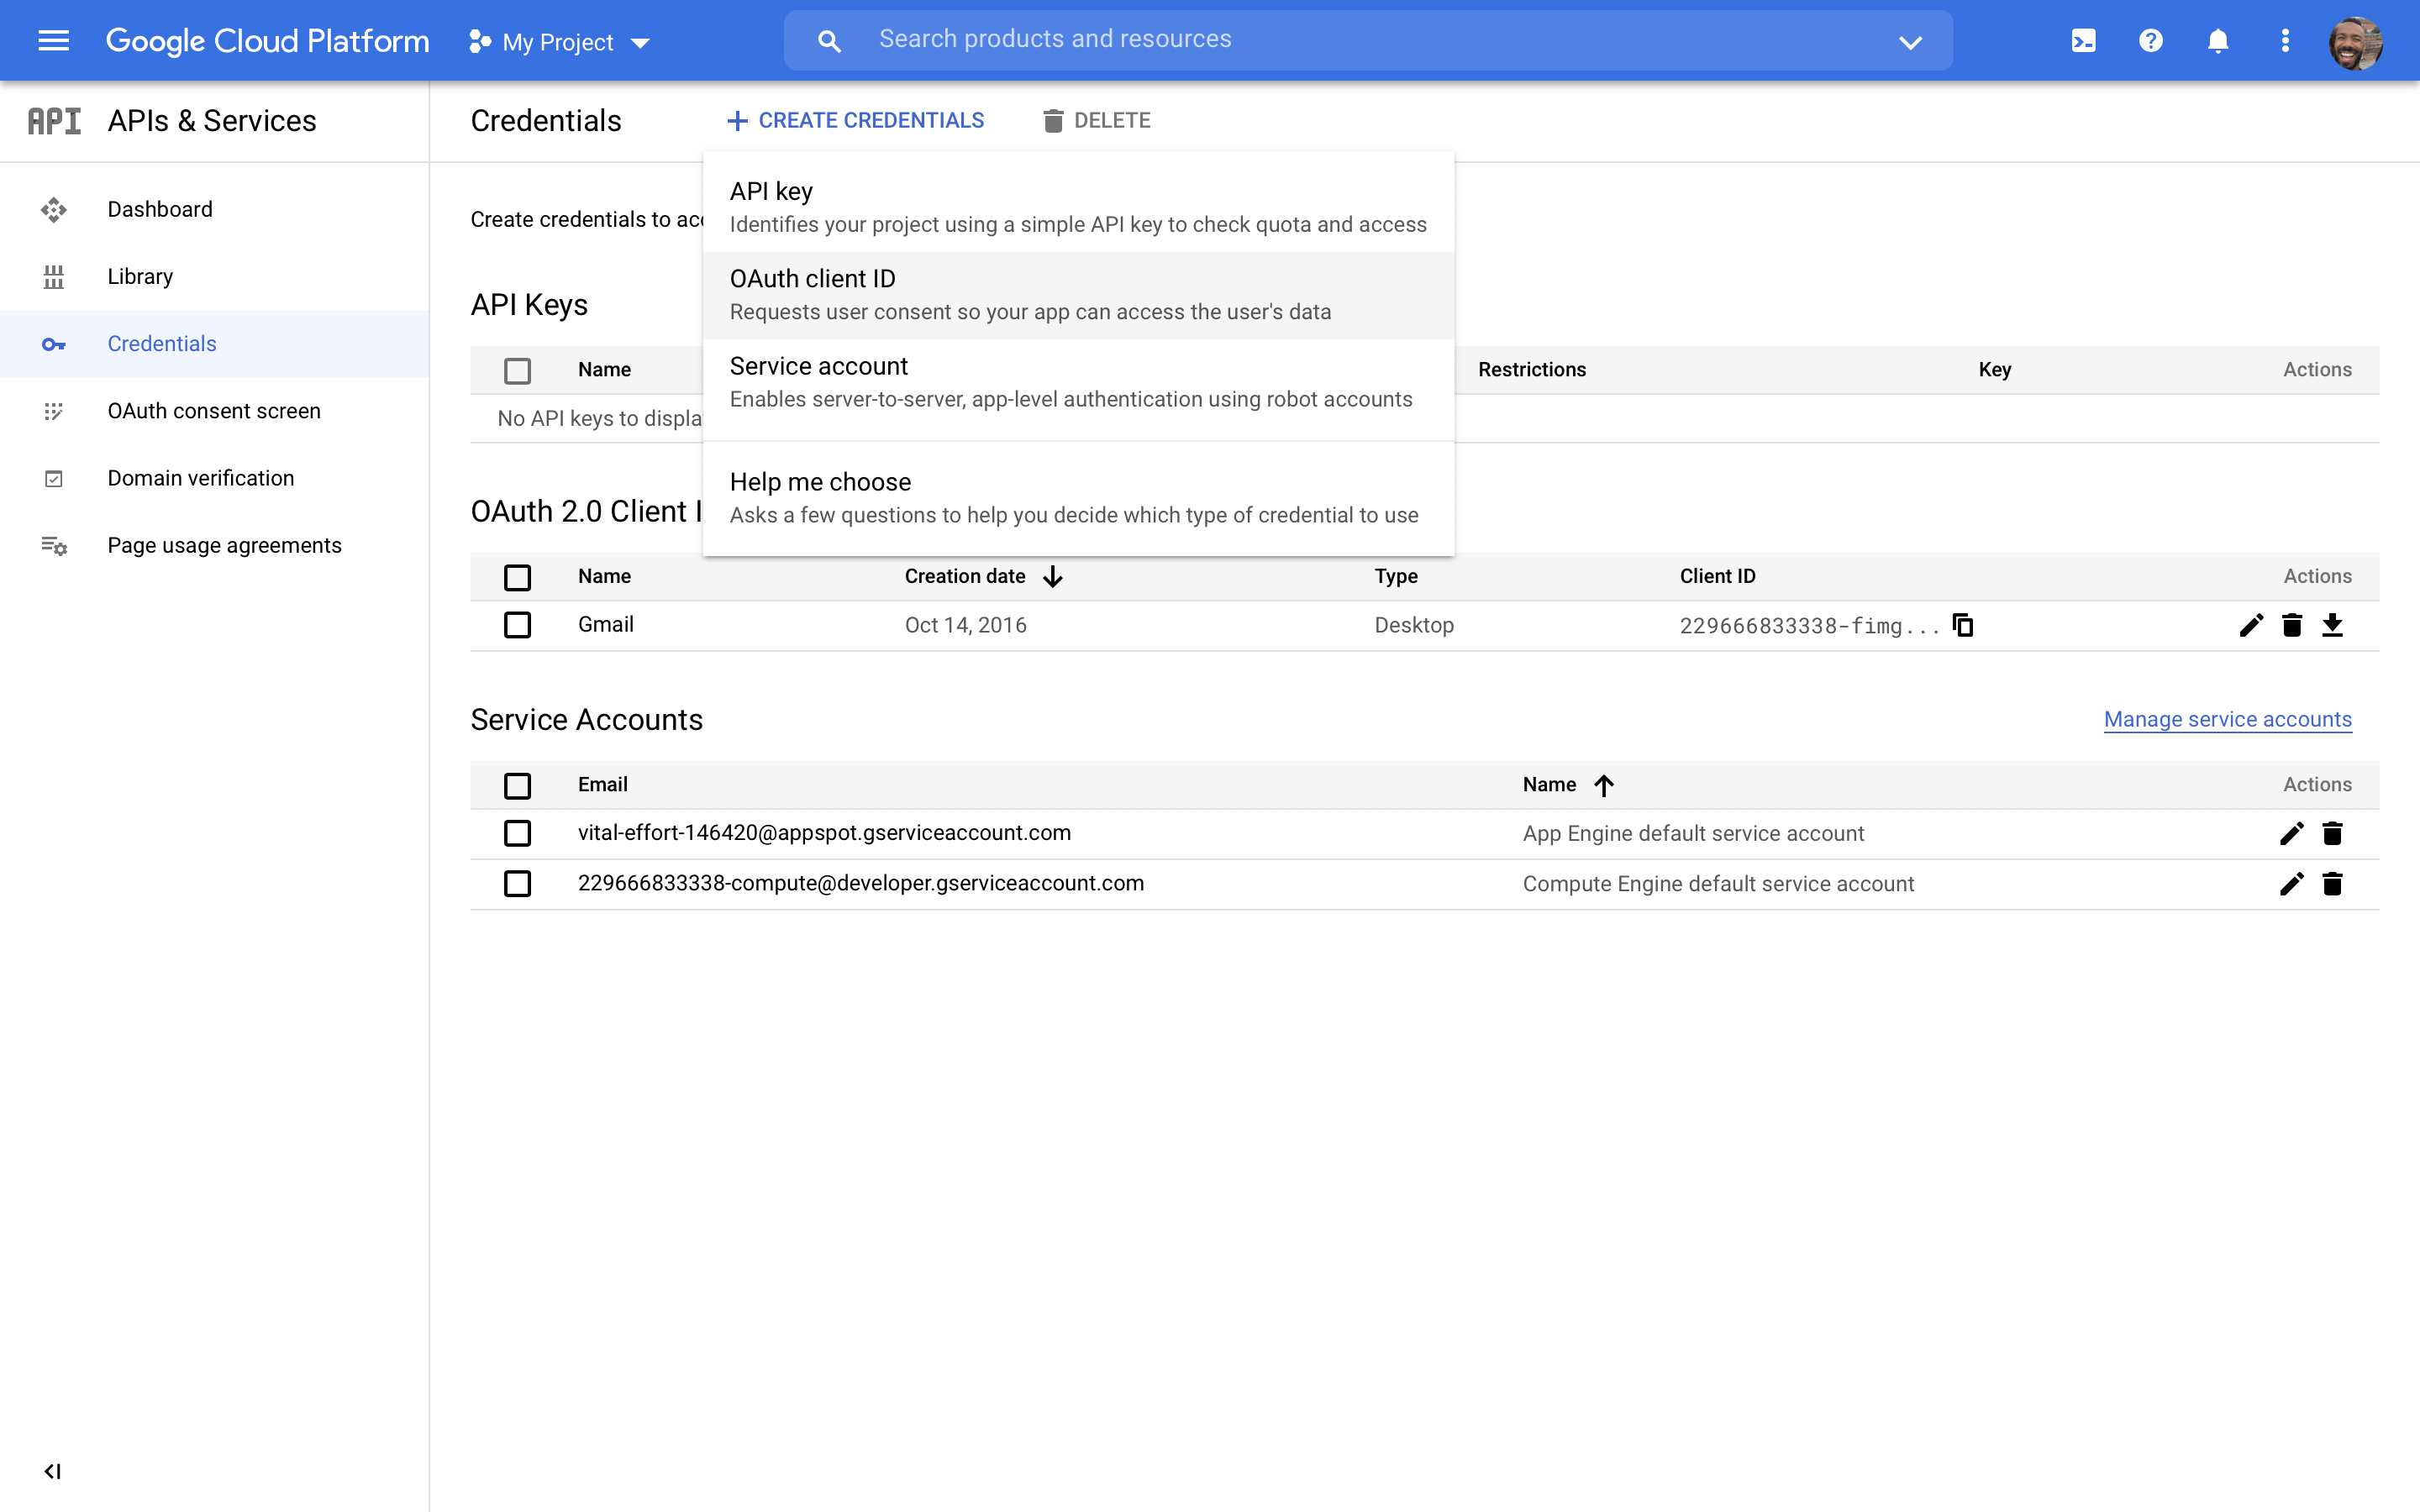 Google Cloud Platform
My Project
Search products and resources
API APIs & Services
Dashboard
Library
Credentials
OAuth consent screen
Domain verification
Page usage agreements
Credentials
CREATE CREDENTIALS
DELETE
API key
Identifies your project using a simple API key to check quota and access
OAuth client ID
Requests user consent so your app can access the user's data
Service account
Enables server-to-server, app-level authentication using robot accounts
Help me choose
Asks a few questions to help you decide which type of credential to use
Create credentials to
API Keys
Name Restrictions Key Actions
No API keys to
OAuth 2.0 Client
Name Creation date Type Client ID Actions
Gmail Oct 14, 2016 Desktop 229666833338-fimg...
Service Accounts
Manage service accounts
Email Name Actions
vital-effort-146420@appspot.gserviceaccount.com App Engine default service account
229666833338-compute@developer.gserviceaccount.com Compute Engine default service account